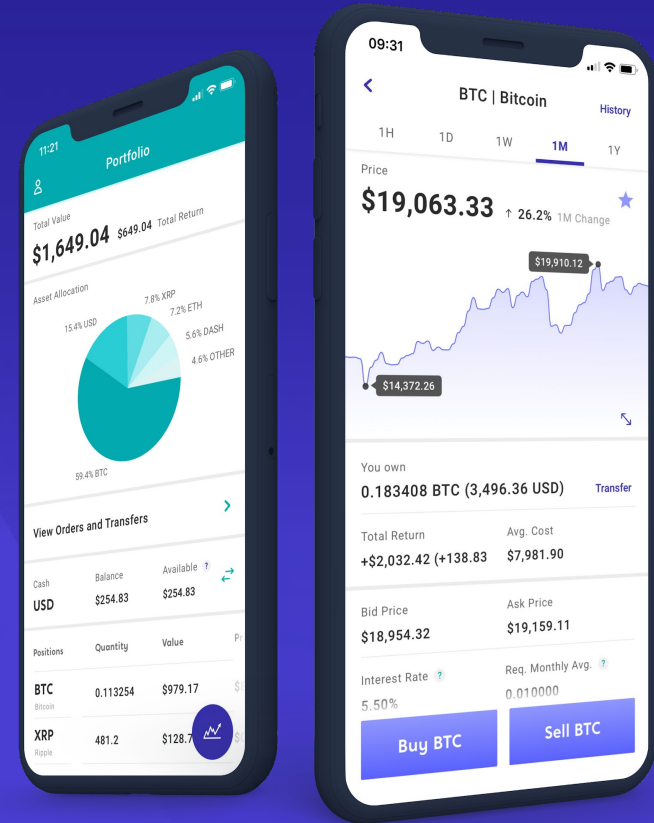 11:21
Portfolio
Total Value
$1,649.04 $649.04 Total Return
Asset Allocation
15.4% USD
7.8% XRP
7.2% ETH
5.6% DASH
4.6% OTHER
59.4% BTC
View Orders and Transfers
Cash Balance Available ?
USD $254.83 $254.83
Positions Quantity Value Pr
BTC 0.113254 $979.17
Bitcoin
XRP 481.2 $128.7
Ripple
09:31
BTC | Bitcoin History
1H 1D 1W 1M 1Y
Price
$19,063.33 ↑ 26.2% 1M Change
$19,910.12
$14,372.26
You own
0.183408 BTC (3,496.36 USD) Transfer
Total Return Avg. Cost
+$2,032.42 (+138.83 $7,981.90
Bid Price Ask Price
$18,954.32 $19,159.11
Interest Rate ? Req. Monthly Avg. ?
5.50% 0.010000
Buy BTC Sell BTC